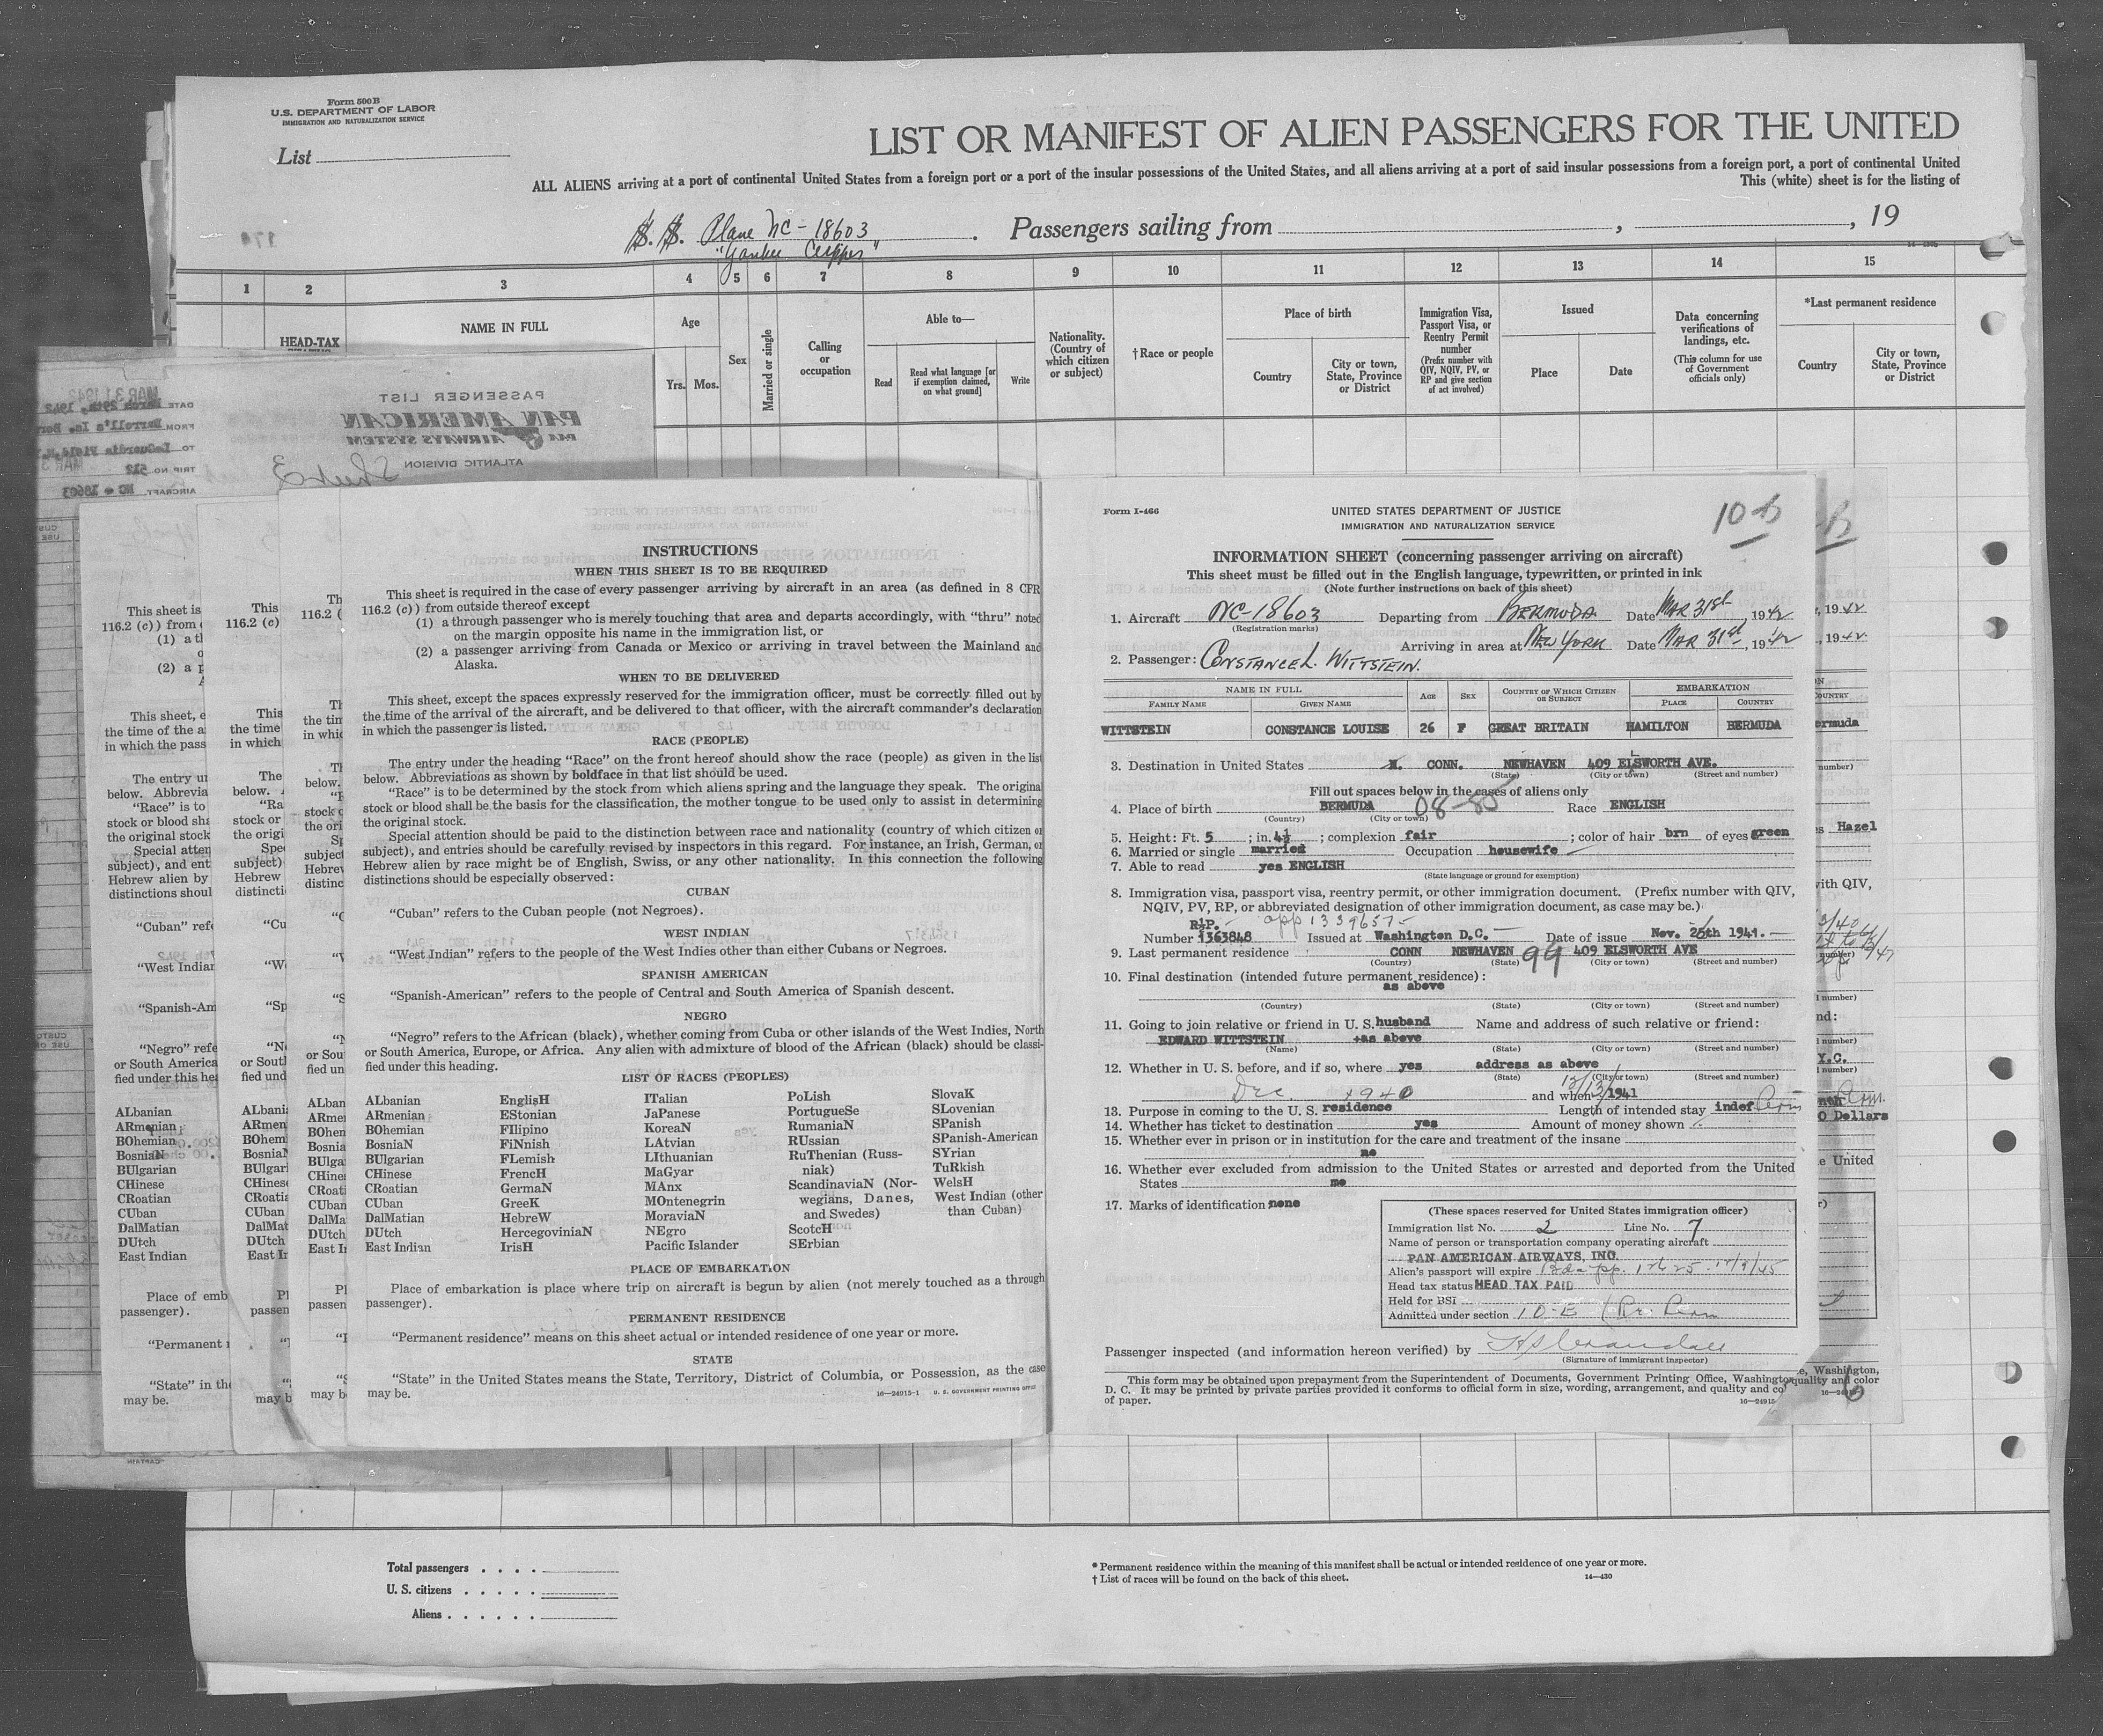 Form 500 B
U.S. DEPARTMENT OF LABOR
IMMIGRATION AND NATURALIZATION SERVICE
List
LIST OR MANIFEST OF ALIEN PASSENGERS FOR THE UNITED
ALL ALIENS arriving at a port of continental United States from a foreign port or a port of the insular possessions of the United States, and all aliens arriving at a port of said insular possessions from a foreign port, a port of continental United
This (white) sheet is for the listing of
S. S. Plane NC-18603 . Passengers sailing from , , 19
"Yankee Clipper"
1 2 3 4 5 6 7 8 9 10 11 12 13 14 15
HEAD-TAX
NAME IN FULL
Age
Yrs. Mos.
Sex
Married or single
Calling or occupation
Able to—
Read
Read what language [or if exemption claimed, on what ground]
Write
Nationality. (Country of which citizen or subject)
†Race or people
Place of birth
Country
City or town, State, Province or District
Immigration Visa, Passport Visa, or Reentry Permit number
(Prefix number with QIV, NQIV, PV, or RP and give section of act involved)
Issued
Place
Date
Data concerning verifications of landings, etc.
(This column for use of Government officials only)
*Last permanent residence
Country
City or town, State, Province or District
PASSENGER LIST
PAN AMERICAN
AIRWAYS SYSTEM
ATLANTIC DIVISION
INSTRUCTIONS
WHEN THIS SHEET IS TO BE REQUIRED
This sheet is required in the case of every passenger arriving by aircraft in an area (as defined in 8 CFR
116.2 (c)) from outside thereof except
(1) a through passenger who is merely touching that area and departs accordingly, with "thru" noted
on the margin opposite his name in the immigration list, or
(2) a passenger arriving from Canada or Mexico or arriving in travel between the Mainland and
Alaska.
WHEN TO BE DELIVERED
This sheet, except the spaces expressly reserved for the immigration officer, must be correctly filled out by
the time of the arrival of the aircraft, and be delivered to that officer, with the aircraft commander's declaration
in which the passenger is listed.
RACE (PEOPLE)
The entry under the heading "Race" on the front hereof should show the race (people) as given in the list
below. Abbreviations as shown by boldface in that list should be used.
"Race" is to be determined by the stock from which aliens spring and the language they speak. The original
stock or blood shall be the basis for the classification, the mother tongue to be used only to assist in determining
the original stock.
Special attention should be paid to the distinction between race and nationality (country of which citizen or
subject), and entries should be carefully revised by inspectors in this regard. For instance, an Irish, German, or
Hebrew alien by race might be of English, Swiss, or any other nationality. In this connection the following
distinctions should be especially observed:
CUBAN
"Cuban" refers to the Cuban people (not Negroes).
WEST INDIAN
"West Indian" refers to the people of the West Indies other than either Cubans or Negroes.
SPANISH AMERICAN
"Spanish-American" refers to the people of Central and South America of Spanish descent.
NEGRO
"Negro" refers to the African (black), whether coming from Cuba or other islands of the West Indies, North
or South America, Europe, or Africa. Any alien with admixture of blood of the African (black) should be classi-
fied under this heading.
LIST OF RACES (PEOPLES)
ALbanian
ARmenian
BOhemian
BosniaN
BUlgarian
CHinese
CRoatian
CUban
DalMatian
DUtch
East Indian
EnglisH
EStonian
FIlipino
FiNnish
FLemish
FrencH
GermaN
GreeK
HebreW
HercegoviniaN
IrisH
ITalian
JaPanese
KoreaN
LAtvian
LIthuanian
MaGyar
MAnx
MOntenegrin
MoraviaN
NEgro
Pacific Islander
PoLish
PortugueSe
RumaniaN
RUssian
RuThenian (Russ-
niak)
ScandinaviaN (Nor-
wegians, Danes,
and Swedes)
ScotcH
SErbian
SlovaK
SLovenian
SPanish
SPanish-American
SYrian
TuRkish
WelsH
West Indian (other
than Cuban)
PLACE OF EMBARKATION
Place of embarkation is place where trip on aircraft is begun by alien (not merely touched as a through
passenger).
PERMANENT RESIDENCE
"Permanent residence" means on this sheet actual or intended residence of one year or more.
STATE
"State" in the United States means the State, Territory, District of Columbia, or Possession, as the case
may be.
16—24915-1 U. S. GOVERNMENT PRINTING OFFICE
Form I-466
UNITED STATES DEPARTMENT OF JUSTICE
IMMIGRATION AND NATURALIZATION SERVICE
10-b
INFORMATION SHEET (concerning passenger arriving on aircraft)
This sheet must be filled out in the English language, typewritten, or printed in ink
(Note further instructions on back of this sheet)
1. Aircraft NC-18603 Departing from BERMUDA Date MAR 31st 1942
(Registration marks)
Arriving in area at NEW YORK Date MAR 31st, 1942
2. Passenger: CONSTANCE L. WITTSTEIN.
NAME IN FULL AGE SEX COUNTRY OF WHICH CITIZEN OR SUBJECT EMBARKATION
FAMILY NAME GIVEN NAME PLACE COUNTRY
WITTSTEIN CONSTANCE LOUISE 26 F GREAT BRITAIN HAMILTON BERMUDA
3. Destination in United States CONN. NEWHAVEN 409 ELSWORTH AVE.
(State) (City or town) (Street and number)
Fill out spaces below in the cases of aliens only
4. Place of birth BERMUDA 08-85 Race ENGLISH
(Country) (City or town)
5. Height: Ft. 5 ; in. 4½ ; complexion fair ; color of hair brn of eyes green
6. Married or single married Occupation housewife
7. Able to read yes ENGLISH
(State language or ground for exemption)
8. Immigration visa, passport visa, reentry permit, or other immigration document. (Prefix number with QIV,
NQIV, PV, RP, or abbreviated designation of other immigration document, as case may be.)
R.P. app 1339657
Number 1363848 Issued at Washington D.C. Date of issue Nov. 26th 1941.
9. Last permanent residence CONN NEWHAVEN 99 409 ELSWORTH AVE
(Country) (State) (City or town) (Street and number)
10. Final destination (intended future permanent residence):
as above
(Country) (State) (City or town) (Street and number)
11. Going to join relative or friend in U. S. husband Name and address of such relative or friend:
EDWARD WITTSTEIN +as above
(Name) (State) (City or town) (Street and number)
12. Whether in U. S. before, and if so, where yes address as above
(State) (City or town) (Street and number)
Dec. 1940 and when 12/13/1941
13. Purpose in coming to the U. S. residence Length of intended stay indef
14. Whether has ticket to destination yes Amount of money shown
15. Whether ever in prison or in institution for the care and treatment of the insane
no
16. Whether ever excluded from admission to the United States or arrested and deported from the United
States no
17. Marks of identification none
(These spaces reserved for United States immigration officer)
Immigration list No. 2 Line No. 7
Name of person or transportation company operating aircraft
PAN AMERICAN AIRWAYS, INC.
Alien's passport will expire
Head tax status HEAD TAX PAID
Held for BSI
Admitted under section 10-E
Passenger inspected (and information hereon verified) by
(Signature of immigrant inspector)
This form may be obtained upon prepayment from the Superintendent of Documents, Government Printing Office, Washington,
D. C. It may be printed by private parties provided it conforms to official form in size, wording, arrangement, and quality and co
of paper.
16—24915
Total passengers
U. S. citizens
Aliens
* Permanent residence within the meaning of this manifest shall be actual or intended residence of one year or more.
† List of races will be found on the back of this sheet.
14—430